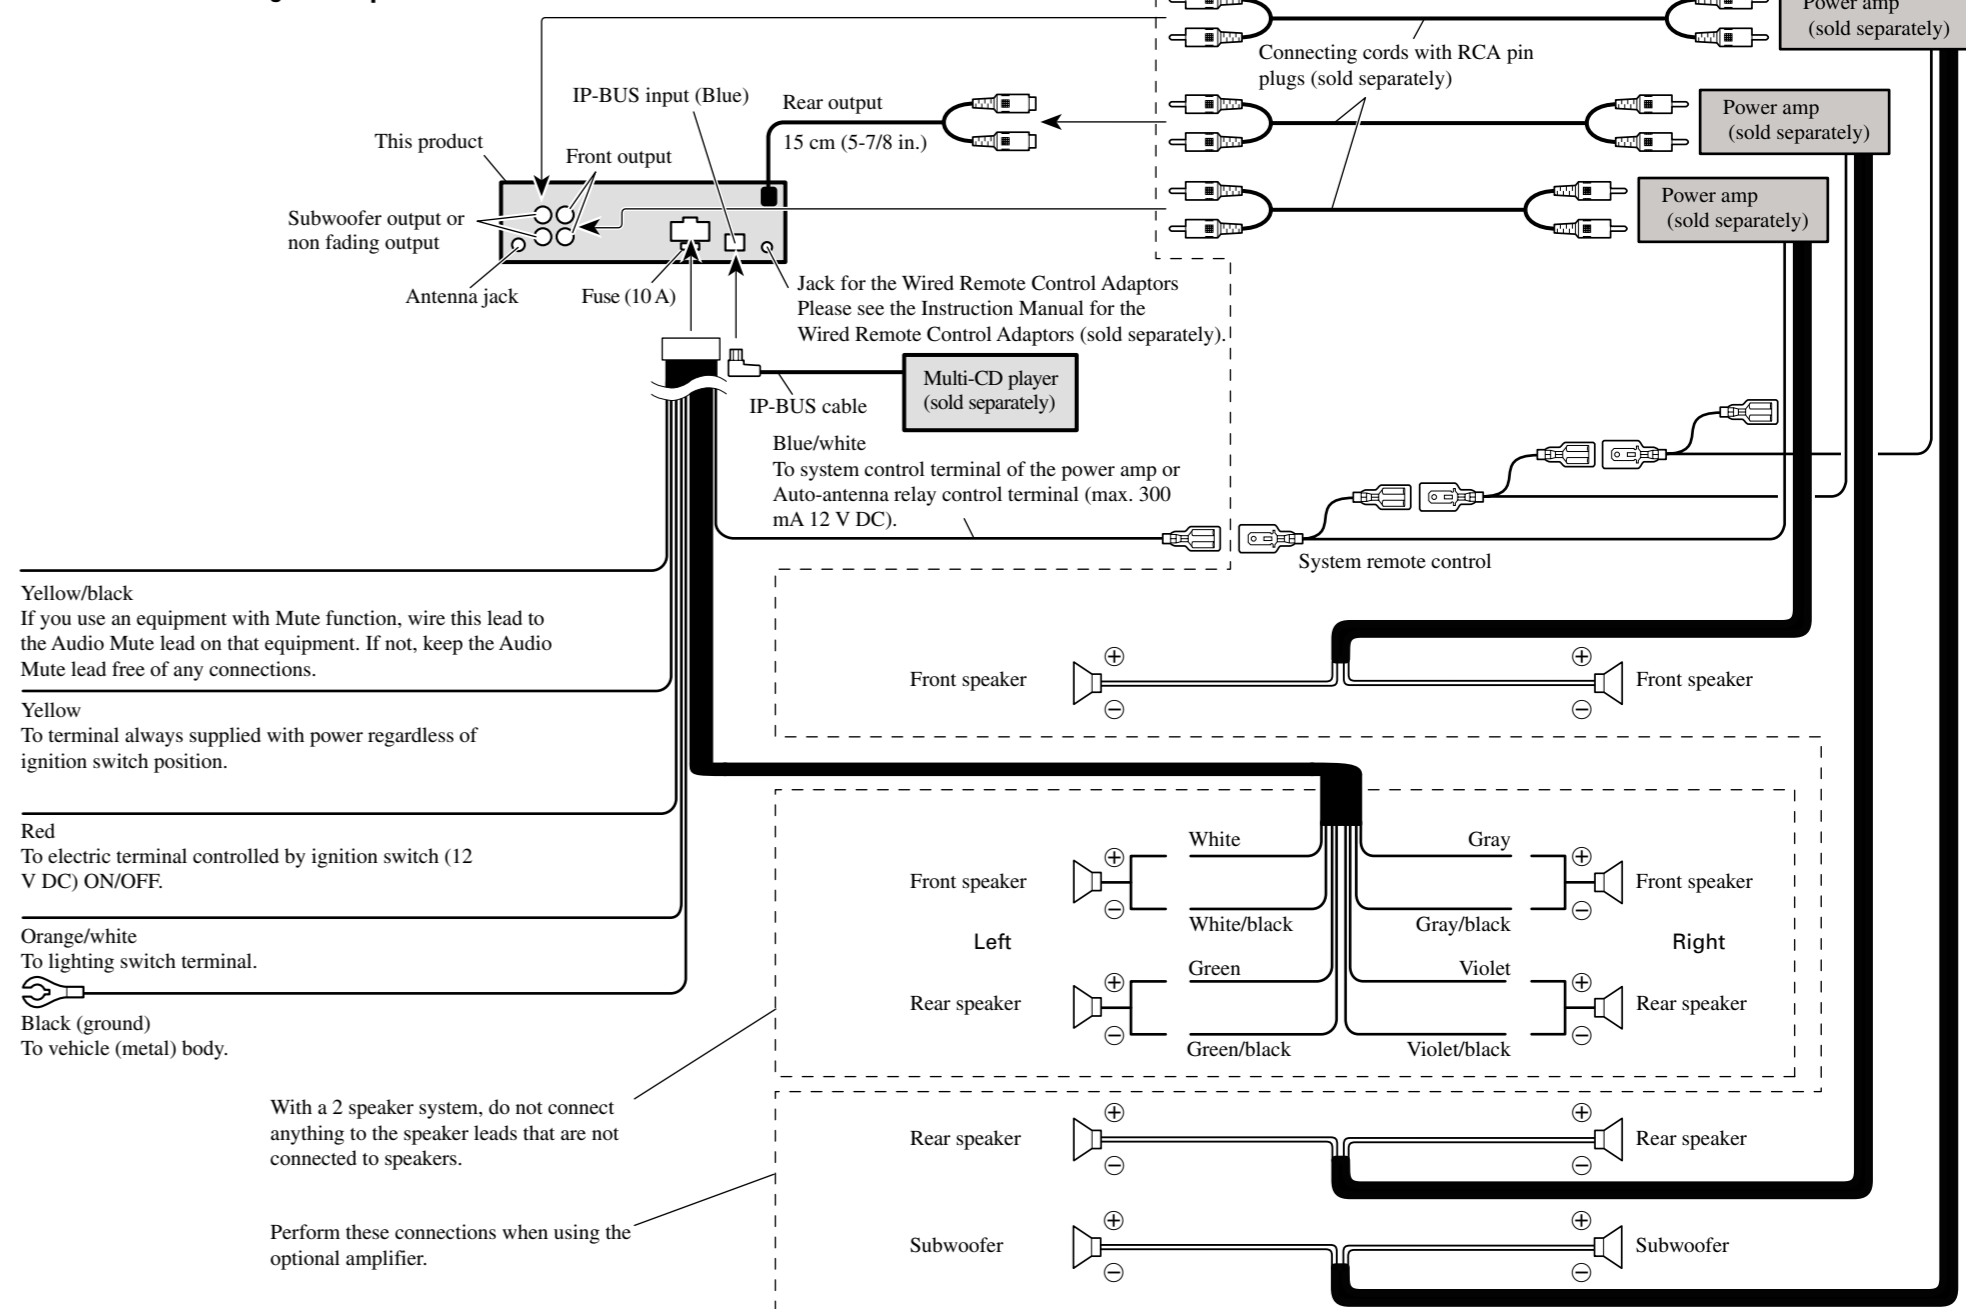 Power amp
(sold separately)
Connecting cords with RCA pin
plugs (sold separately)
IP-BUS input (Blue)
Rear output
15 cm (5-7/8 in.)
Power amp
(sold separately)
This product
Front output
Power amp
(sold separately)
Subwoofer output or
non fading output
Antenna jack
Fuse (10 A)
Jack for the Wired Remote Control Adaptors
Please see the Instruction Manual for the
Wired Remote Control Adaptors (sold separately).
Multi-CD player
(sold separately)
IP-BUS cable
Blue/white
To system control terminal of the power amp or
Auto-antenna relay control terminal (max. 300
mA 12 V DC).
System remote control
Yellow/black
If you use an equipment with Mute function, wire this lead to
the Audio Mute lead on that equipment. If not, keep the Audio
Mute lead free of any connections.
Front speaker
+
-
+
-
Front speaker
Yellow
To terminal always supplied with power regardless of
ignition switch position.
Red
To electric terminal controlled by ignition switch (12
V DC) ON/OFF.
Orange/white
To lighting switch terminal.
Black (ground)
To vehicle (metal) body.
White
Gray
Front speaker
+
-
+
-
Front speaker
White/black
Gray/black
Left
Right
Green
Violet
Rear speaker
+
-
+
-
Rear speaker
Green/black
Violet/black
With a 2 speaker system, do not connect
anything to the speaker leads that are not
connected to speakers.
Rear speaker
+
-
+
-
Rear speaker
Perform these connections when using the
optional amplifier.
Subwoofer
+
-
+
-
Subwoofer